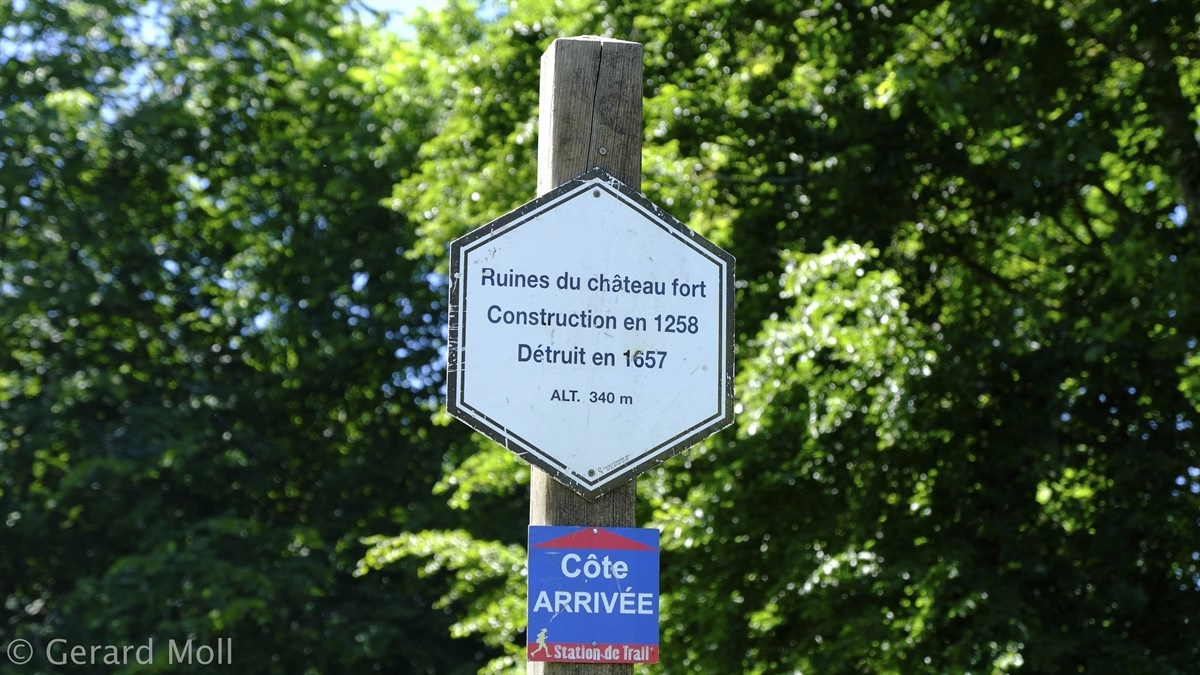 Ruines du château fort
Construction en 1258
Détruit en 1657
ALT. 340 m
Côte
ARRIVÉE
Station de Trail
© Gerard Moll